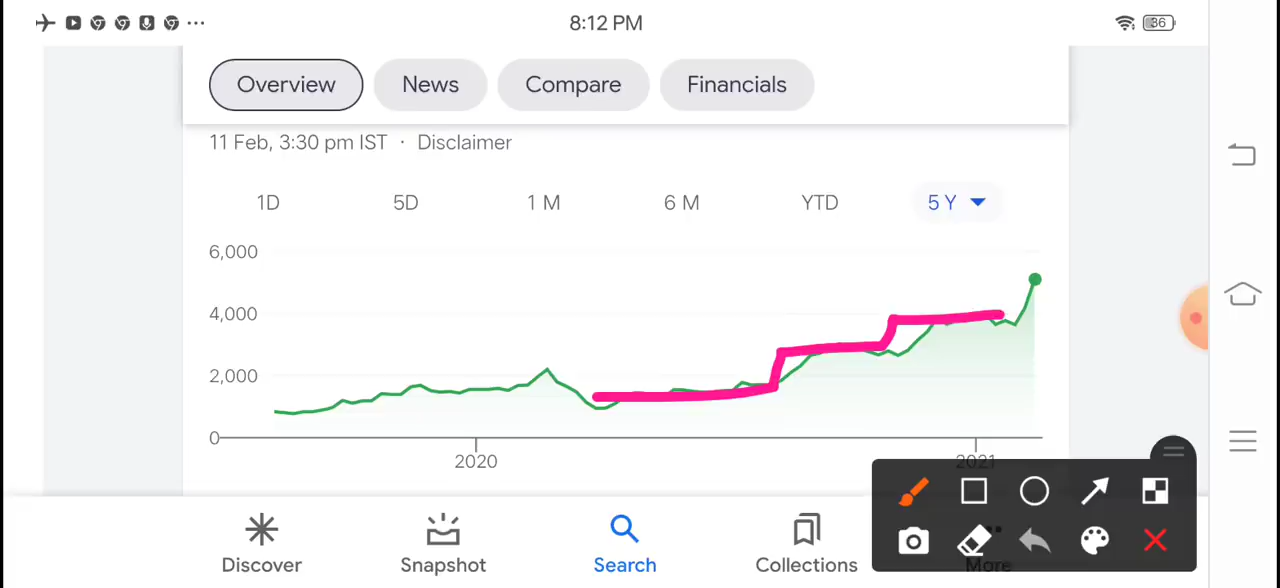 8:12 PM
36
Overview News Compare Financials
11 Feb, 3:30 pm IST · Disclaimer
1D 5D 1 M 6 M YTD 5 Y
6,000
4,000
2,000
0
2020 2021
Discover Snapshot Search Collections More